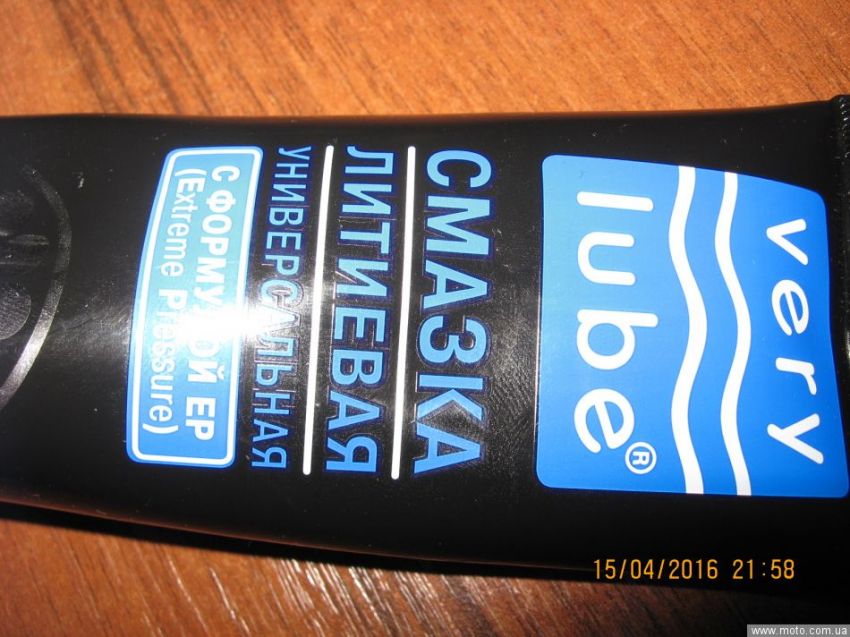 very
lube®
СМАЗКА
ЛИТИЕВАЯ
УНИВЕРСАЛЬНАЯ
С ФОРМУЛОЙ EP
(Extreme Pressure)
15/04/2016 21:58
www.moto.com.ua